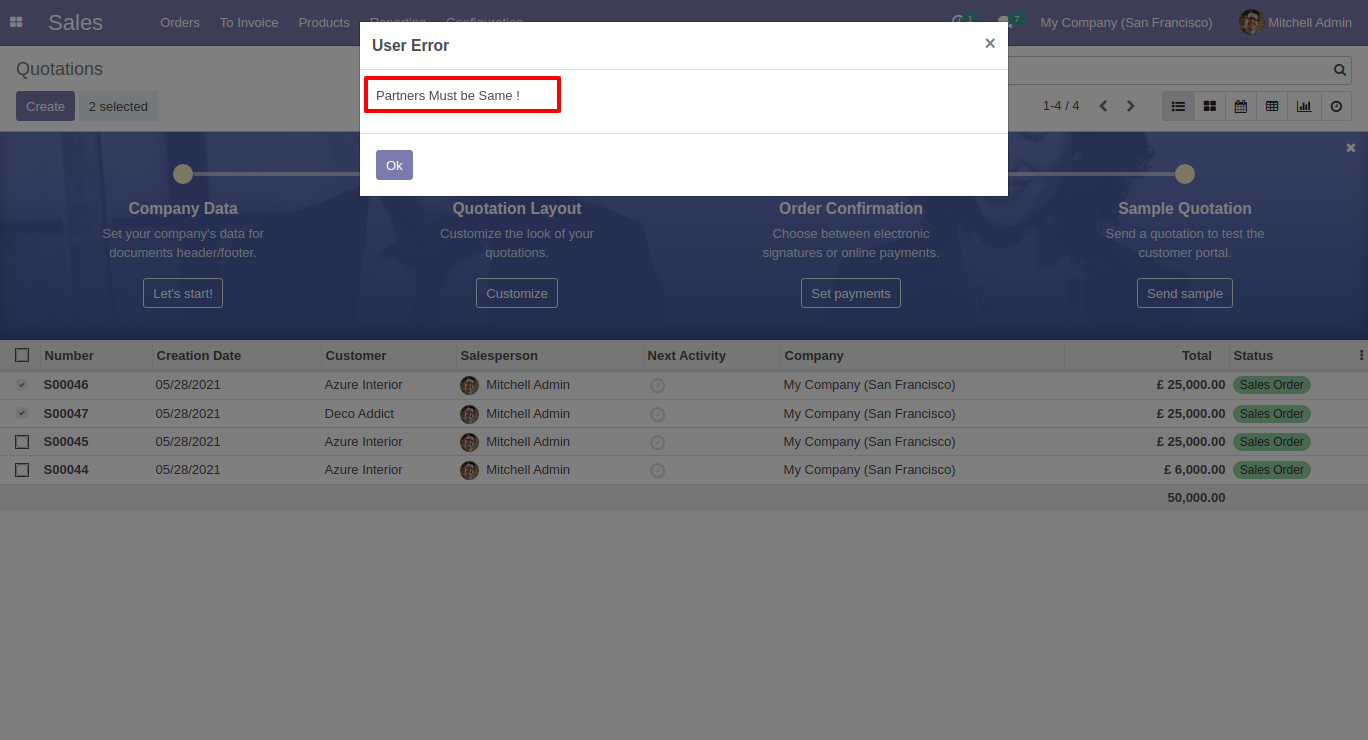 Sales Orders To Invoice Products Reporting Configuration 1 7 My Company (San Francisco) Mitchell Admin
User Error ×
Partners Must be Same !
Ok
Quotations
Create 2 selected 1-4 / 4
Company Data
Set your company's data for
documents header/footer.
Let's start!
Quotation Layout
Customize the look of your
quotations.
Customize
Order Confirmation
Choose between electronic
signatures or online payments.
Set payments
Sample Quotation
Send a quotation to test the
customer portal.
Send sample
Number Creation Date Customer Salesperson Next Activity Company Total Status
S00046 05/28/2021 Azure Interior Mitchell Admin My Company (San Francisco) £ 25,000.00 Sales Order
S00047 05/28/2021 Deco Addict Mitchell Admin My Company (San Francisco) £ 25,000.00 Sales Order
S00045 05/28/2021 Azure Interior Mitchell Admin My Company (San Francisco) £ 25,000.00 Sales Order
S00044 05/28/2021 Azure Interior Mitchell Admin My Company (San Francisco) £ 6,000.00 Sales Order
50,000.00